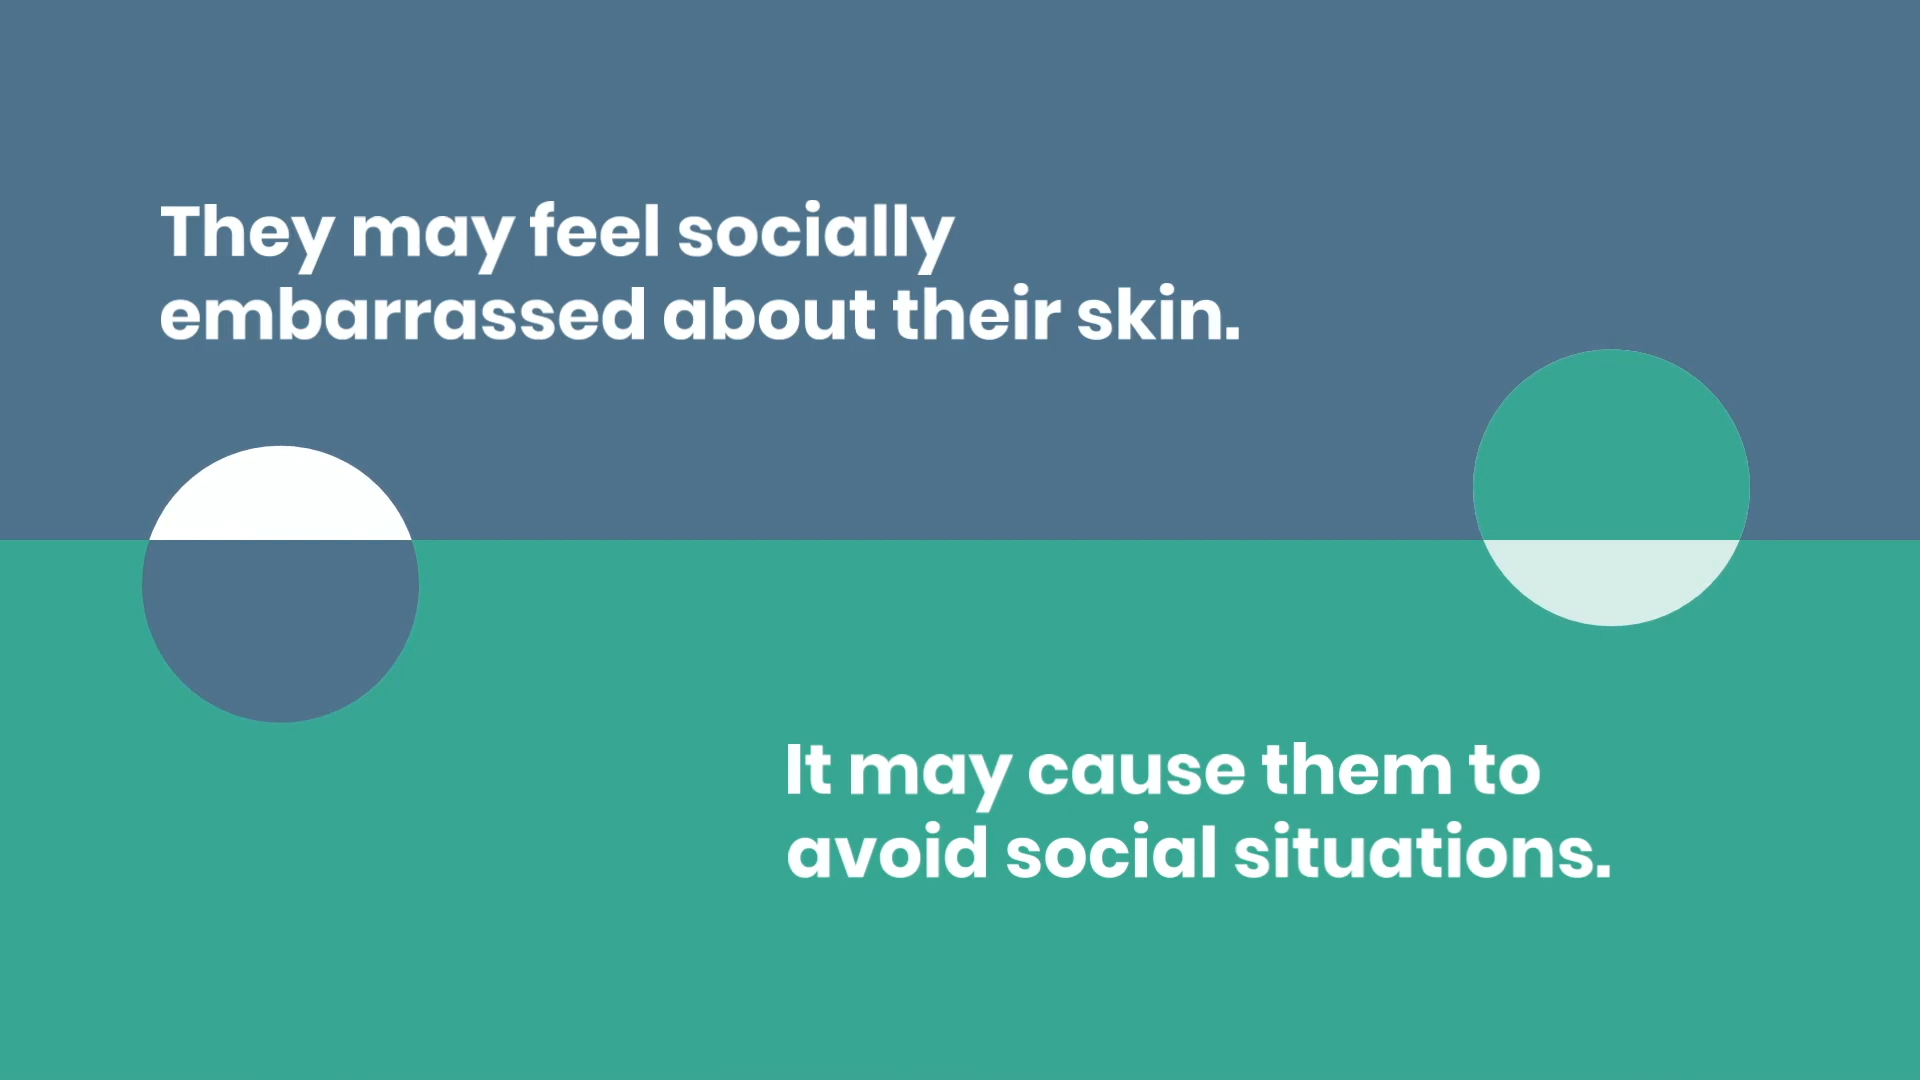 They may feel socially
embarrassed about their skin.
It may cause them to
avoid social situations.